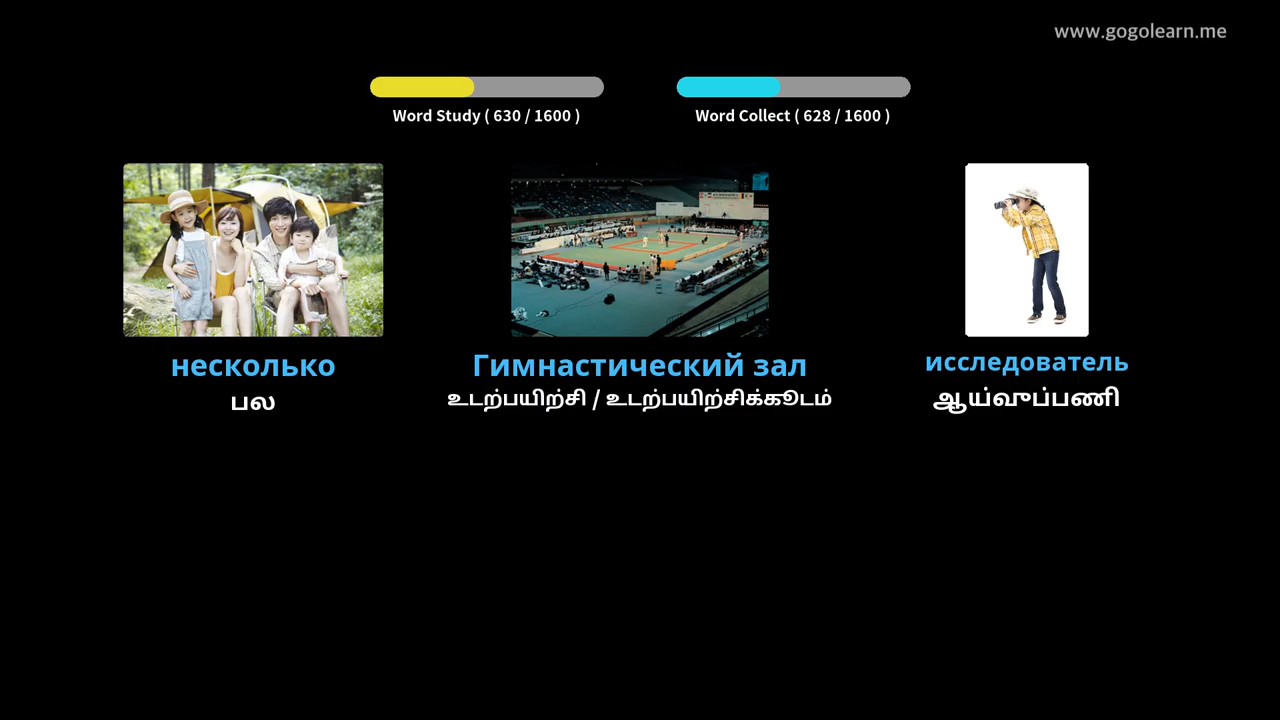 www.gogolearn.me
Word Study ( 630 / 1600 )
Word Collect ( 628 / 1600 )
несколько
பல
Гимнастический зал
உடற்பயிற்சி / உடற்பயிற்சிக்கூடம்
исследователь
ஆய்வுப்பணி